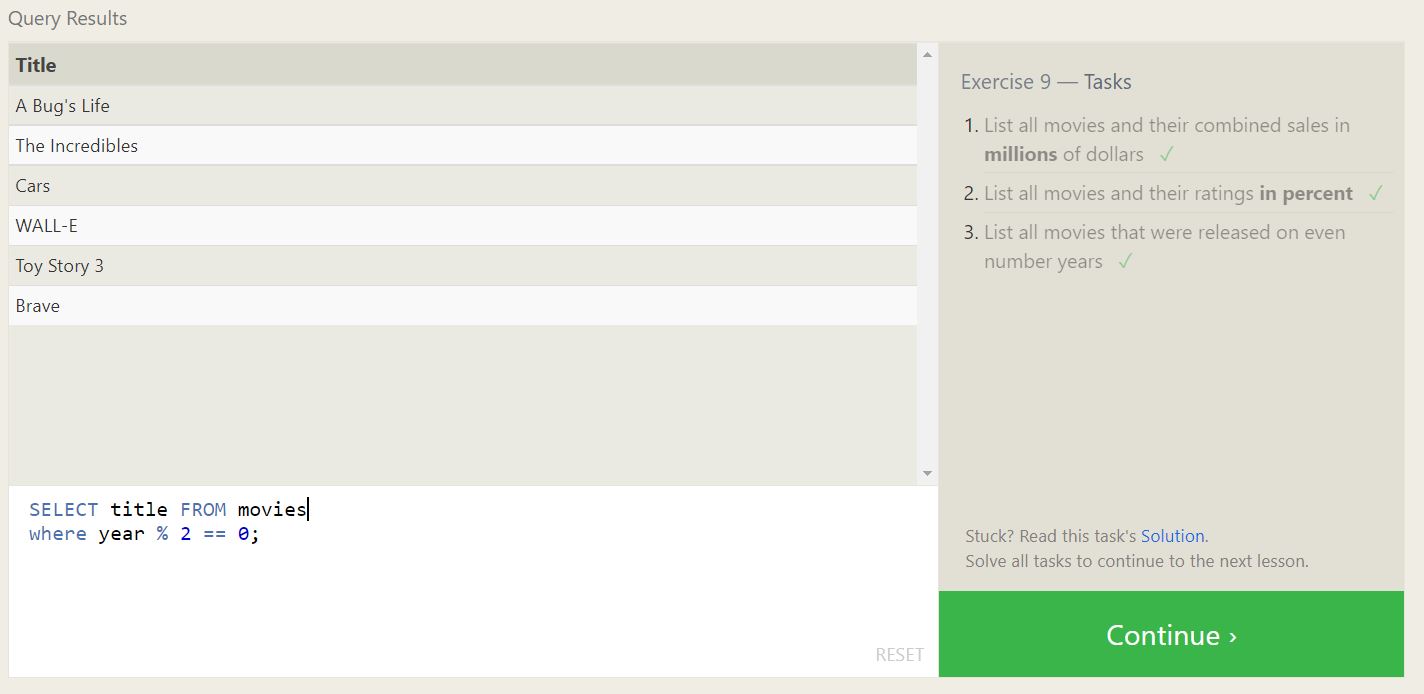 Query Results
Title
A Bug's Life
The Incredibles
Cars
WALL-E
Toy Story 3
Brave
SELECT title FROM movies
where year % 2 == 0;
RESET
Exercise 9 — Tasks
1. List all movies and their combined sales in
millions of dollars ✓
2. List all movies and their ratings in percent ✓
3. List all movies that were released on even
number years ✓
Stuck? Read this task's Solution.
Solve all tasks to continue to the next lesson.
Continue ›